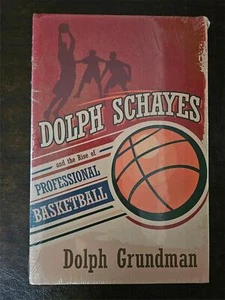 DOLPH SCHAYES
and the Rise of
PROFESSIONAL
BASKETBALL
Dolph Grundman